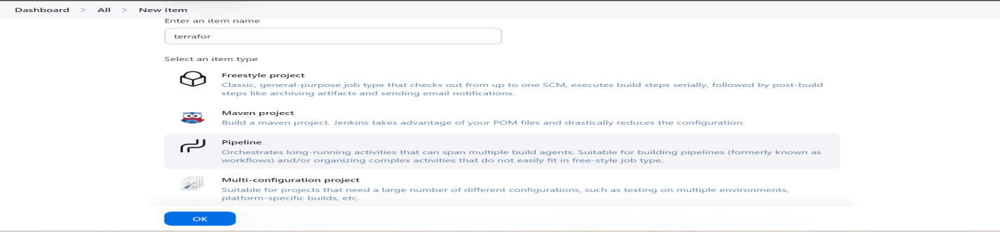 Dashboard > All > New Item
Enter an item name
terrafor
Select an item type
Freestyle project
Classic, general-purpose job type that checks out from up to one SCM, executes build steps serially, followed by post-build
steps like archiving artifacts and sending email notifications.
Maven project
Build a maven project. Jenkins takes advantage of your POM files and drastically reduces the configuration.
Pipeline
Orchestrates long-running activities that can span multiple build agents. Suitable for building pipelines (formerly known as
workflows) and/or organizing complex activities that do not easily fit in free-style job type.
Multi-configuration project
Suitable for projects that need a large number of different configurations, such as testing on multiple environments,
platform-specific builds, etc.
OK